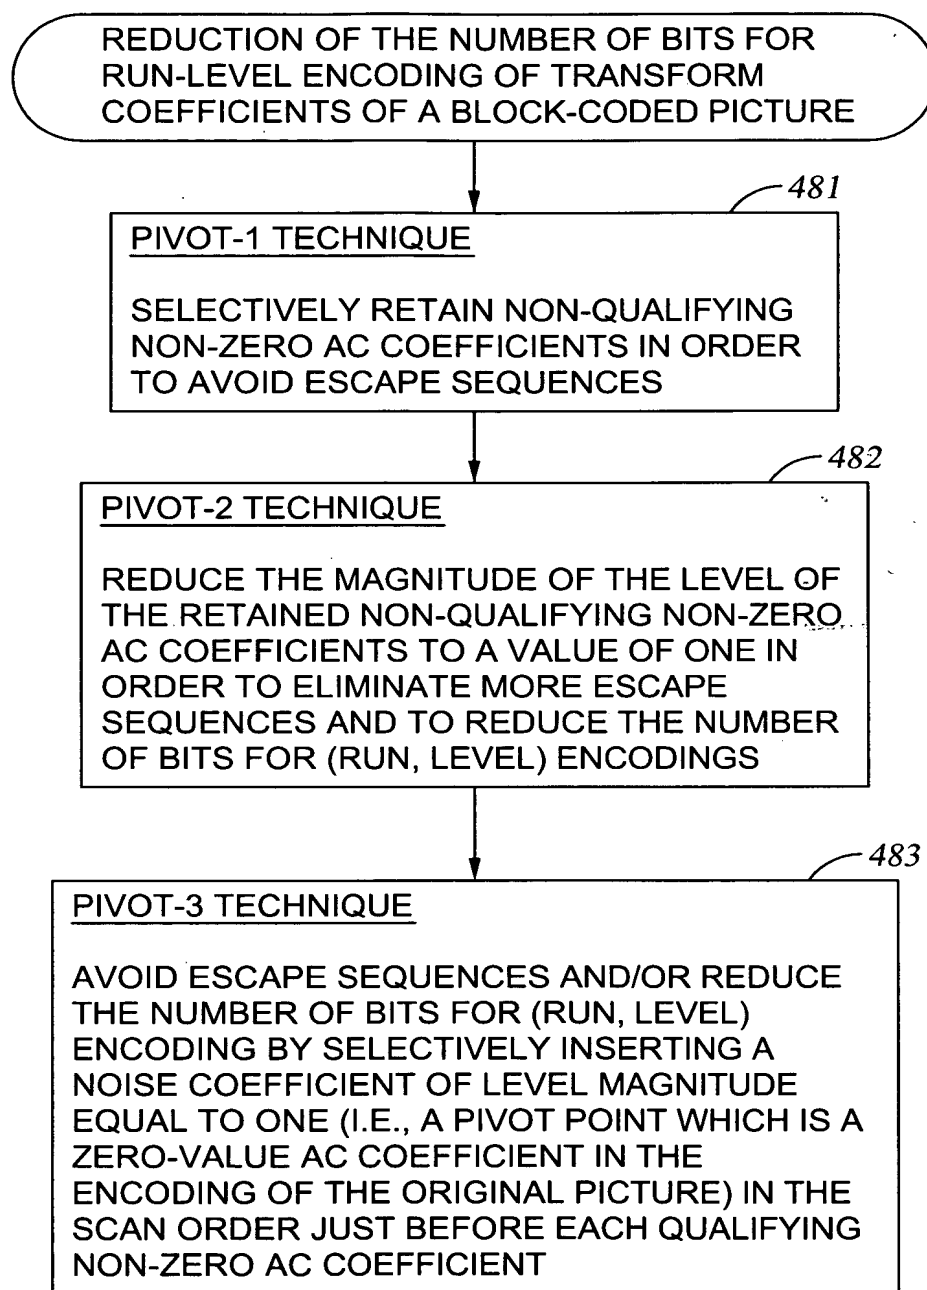 REDUCTION OF THE NUMBER OF BITS FOR
RUN-LEVEL ENCODING OF TRANSFORM
COEFFICIENTS OF A BLOCK-CODED PICTURE
481
PIVOT-1 TECHNIQUE
SELECTIVELY RETAIN NON-QUALIFYING
NON-ZERO AC COEFFICIENTS IN ORDER
TO AVOID ESCAPE SEQUENCES
482
PIVOT-2 TECHNIQUE
REDUCE THE MAGNITUDE OF THE LEVEL OF
THE RETAINED NON-QUALIFYING NON-ZERO
AC COEFFICIENTS TO A VALUE OF ONE IN
ORDER TO ELIMINATE MORE ESCAPE
SEQUENCES AND TO REDUCE THE NUMBER
OF BITS FOR (RUN, LEVEL) ENCODINGS
483
PIVOT-3 TECHNIQUE
AVOID ESCAPE SEQUENCES AND/OR REDUCE
THE NUMBER OF BITS FOR (RUN, LEVEL)
ENCODING BY SELECTIVELY INSERTING A
NOISE COEFFICIENT OF LEVEL MAGNITUDE
EQUAL TO ONE (I.E., A PIVOT POINT WHICH IS A
ZERO-VALUE AC COEFFICIENT IN THE
ENCODING OF THE ORIGINAL PICTURE) IN THE
SCAN ORDER JUST BEFORE EACH QUALIFYING
NON-ZERO AC COEFFICIENT